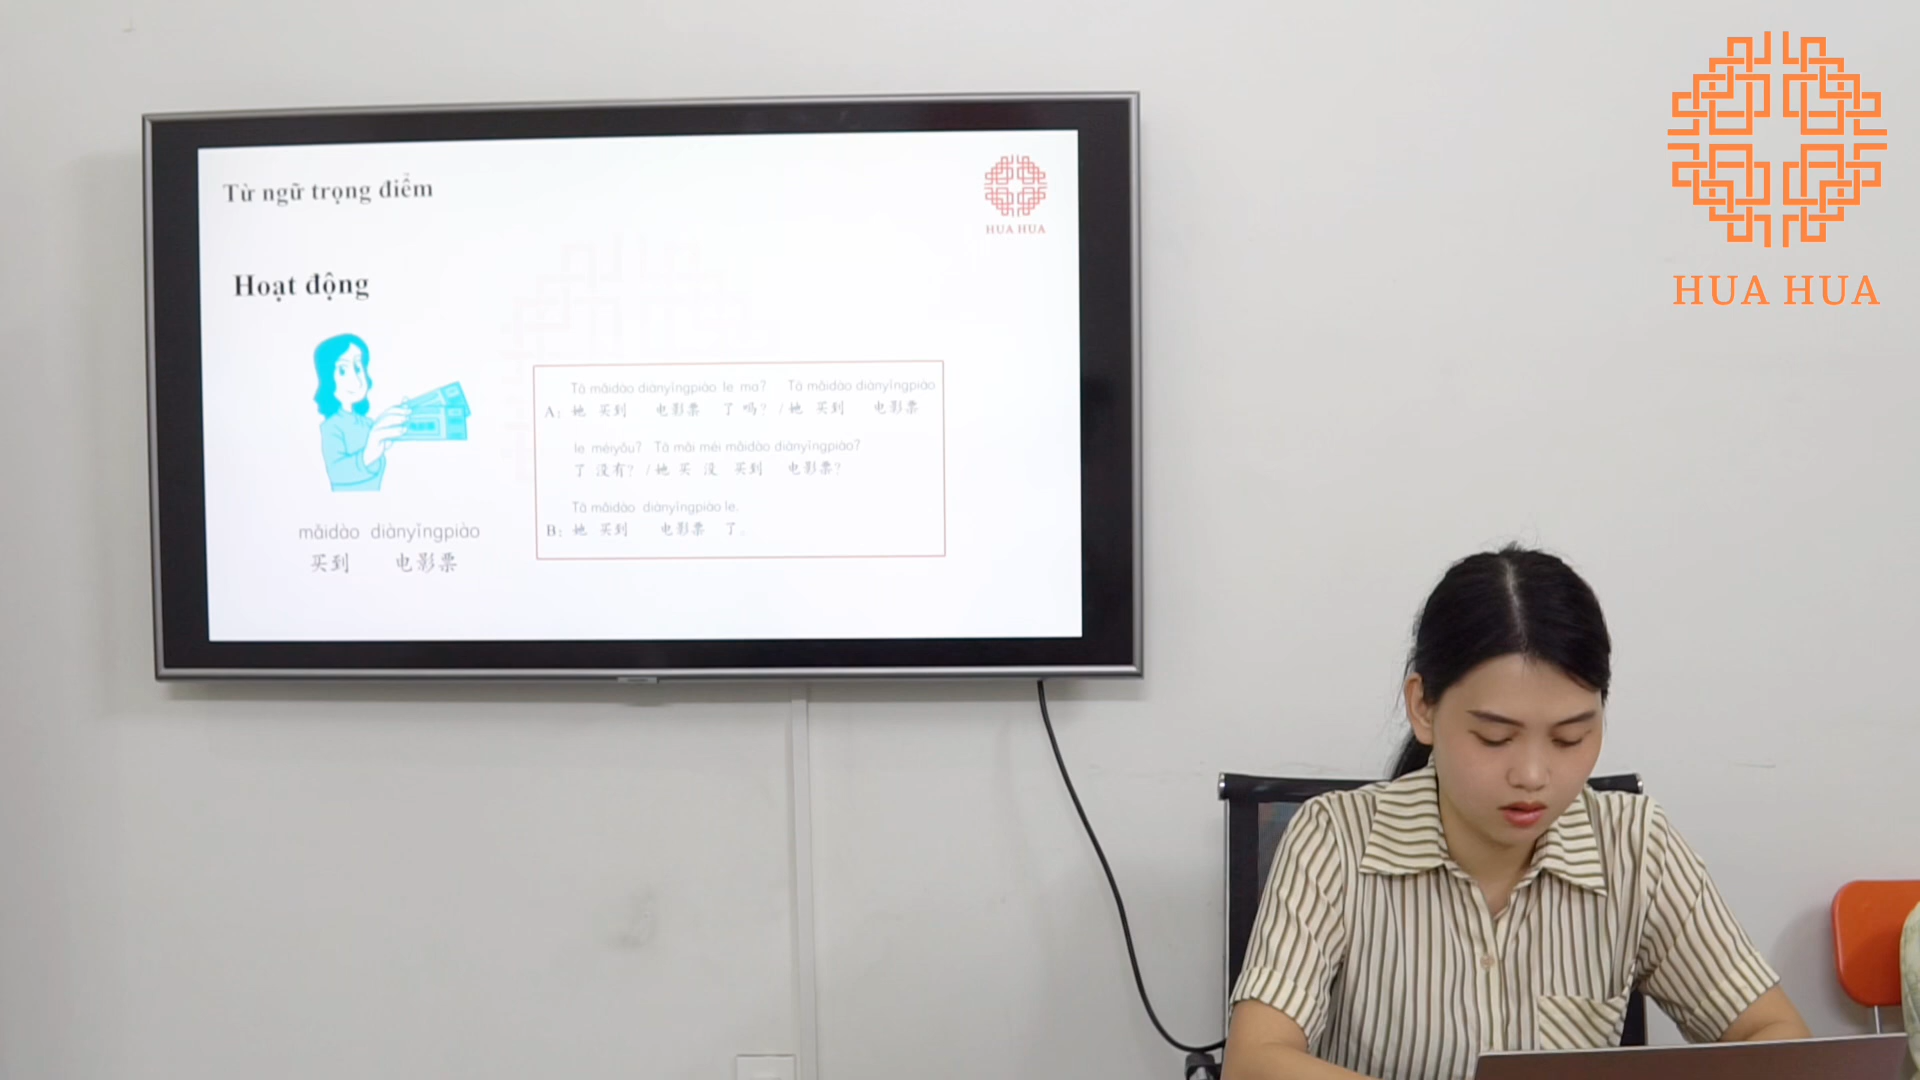 HUA HUA
Từ ngữ trọng điểm
HUA HUA
Hoạt động
Tā mǎidào diànyǐngpiào le ma? Tā mǎidào diànyǐngpiào
A: 她 买到 电影票 了 吗? / 她 买到 电影票
le méiyǒu? Tā mǎi méi mǎidào diànyǐngpiào?
了 没有? / 她 买 没 买到 电影票?
Tā mǎidào diànyǐngpiào le.
B: 她 买到 电影票 了。
mǎidào diànyǐngpiào
买到 电影票